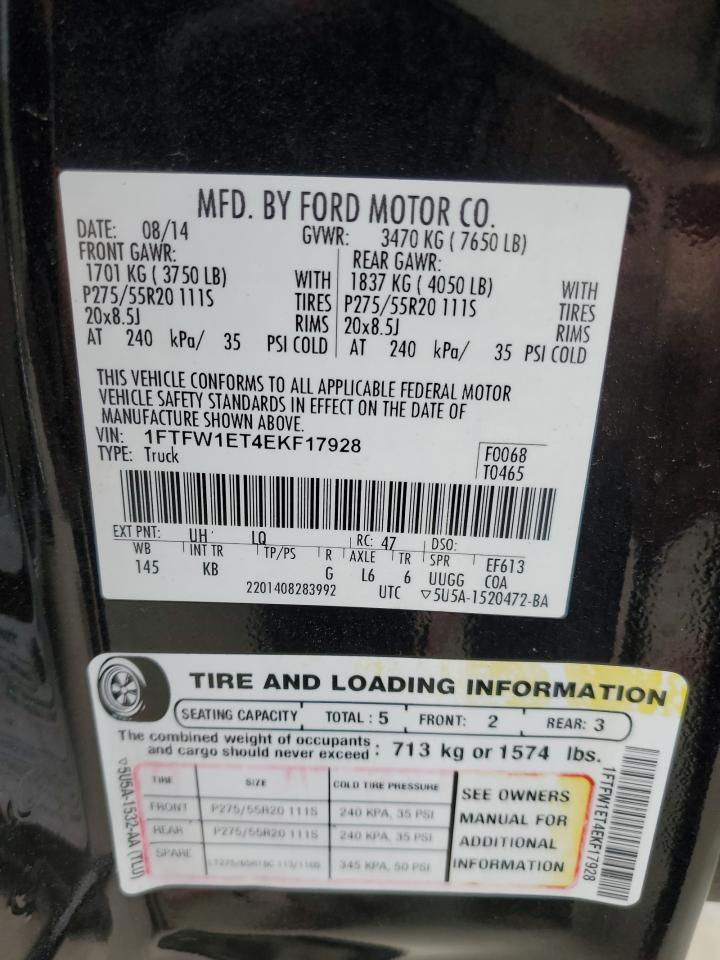 MFD. BY FORD MOTOR CO.
DATE: 08/14 GVWR: 3470 KG ( 7650 LB)
FRONT GAWR: REAR GAWR:
1701 KG ( 3750 LB) WITH 1837 KG ( 4050 LB) WITH
P275/55R20 111S TIRES P275/55R20 111S TIRES
20x8.5J RIMS 20x8.5J RIMS
AT 240 kPa/ 35 PSI COLD AT 240 kPa/ 35 PSI COLD
THIS VEHICLE CONFORMS TO ALL APPLICABLE FEDERAL MOTOR
VEHICLE SAFETY STANDARDS IN EFFECT ON THE DATE OF
MANUFACTURE SHOWN ABOVE.
VIN: 1FTFW1ET4EKF17928
TYPE: Truck
F0068
T0465
EXT PNT: UH LQ RC: 47 DSO:
WB INT TR TP/PS R AXLE TR SPR EF613
145 KB G L6 6 UUGG COA
2201408283992 UTC ▽5U5A-1520472-BA
TIRE AND LOADING INFORMATION
SEATING CAPACITY TOTAL : 5 FRONT: 2 REAR: 3
The combined weight of occupants
and cargo should never exceed : 713 kg or 1574 lbs.
TIRE SIZE COLD TIRE PRESSURE
FRONT P275/55R20 111S 240 KPA, 35 PSI
REAR P275/55R20 111S 240 KPA, 35 PSI
SPARE 345 KPA, 50 PSI
SEE OWNERS
MANUAL FOR
ADDITIONAL
INFORMATION
▽5U5A-1532-AA (TLU)
1FTFW1ET4EKF17928